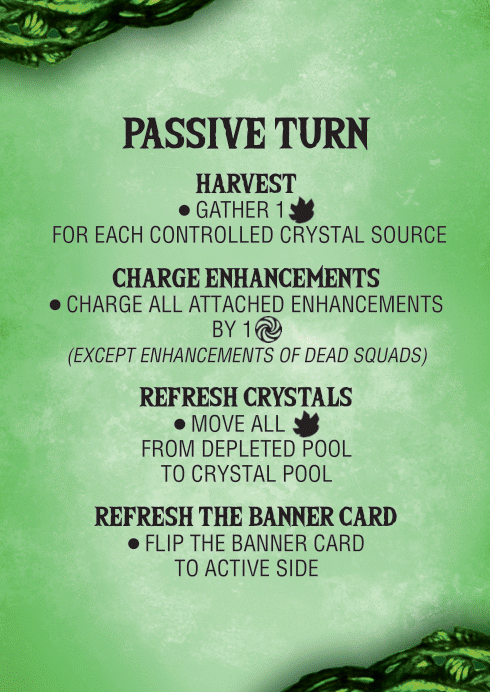 PASSIVE TURN
HARVEST
● GATHER 1
FOR EACH CONTROLLED CRYSTAL SOURCE
CHARGE ENHANCEMENTS
● CHARGE ALL ATTACHED ENHANCEMENTS
BY 1
(EXCEPT ENHANCEMENTS OF DEAD SQUADS)
REFRESH CRYSTALS
● MOVE ALL
FROM DEPLETED POOL
TO CRYSTAL POOL
REFRESH THE BANNER CARD
● FLIP THE BANNER CARD
TO ACTIVE SIDE